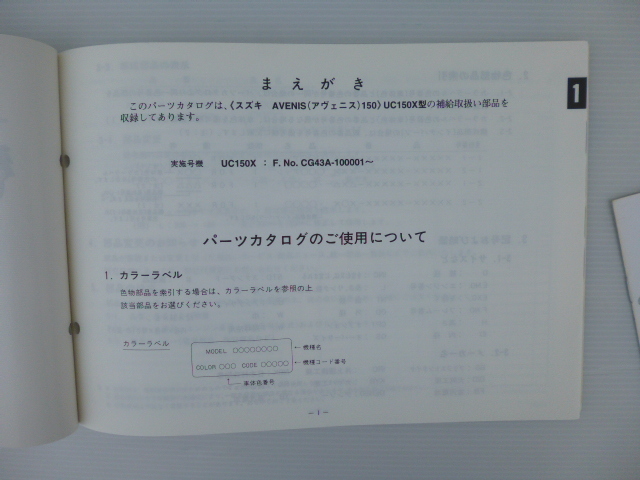 まえがき
1
このパーツカタログは、《スズキ AVENIS(アヴェニス)150》UC150X型の補給取扱い部品を
収録してあります。
実施号機 UC150X : F. No. CG43A-100001〜
パーツカタログのご使用について
1. カラーラベル
色物部品を索引する場合は、カラーラベルを参照の上
該当部品をお選びください。
カラーラベル
MODEL ○○○○○○○○ ←機種名
COLOR ○○○ CODE ○○○○○ ←機種コード番号
↑車体色番号
−1−